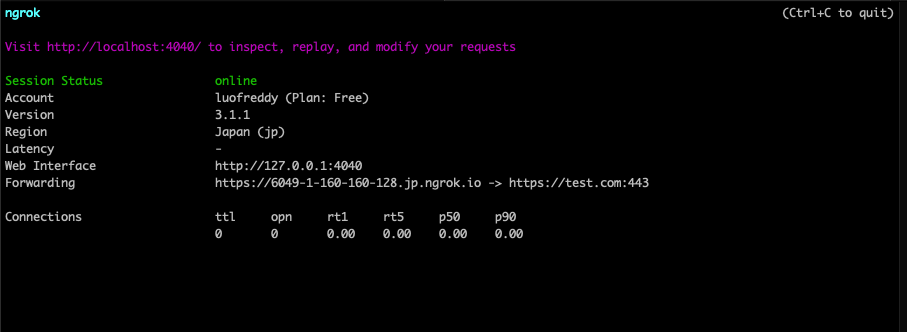 ngrok (Ctrl+C to quit)
Visit http://localhost:4040/ to inspect, replay, and modify your requests
Session Status online
Account luofreddy (Plan: Free)
Version 3.1.1
Region Japan (jp)
Latency -
Web Interface http://127.0.0.1:4040
Forwarding https://6049-1-160-160-128.jp.ngrok.io -> https://test.com:443
Connections ttl opn rt1 rt5 p50 p90
0 0 0.00 0.00 0.00 0.00